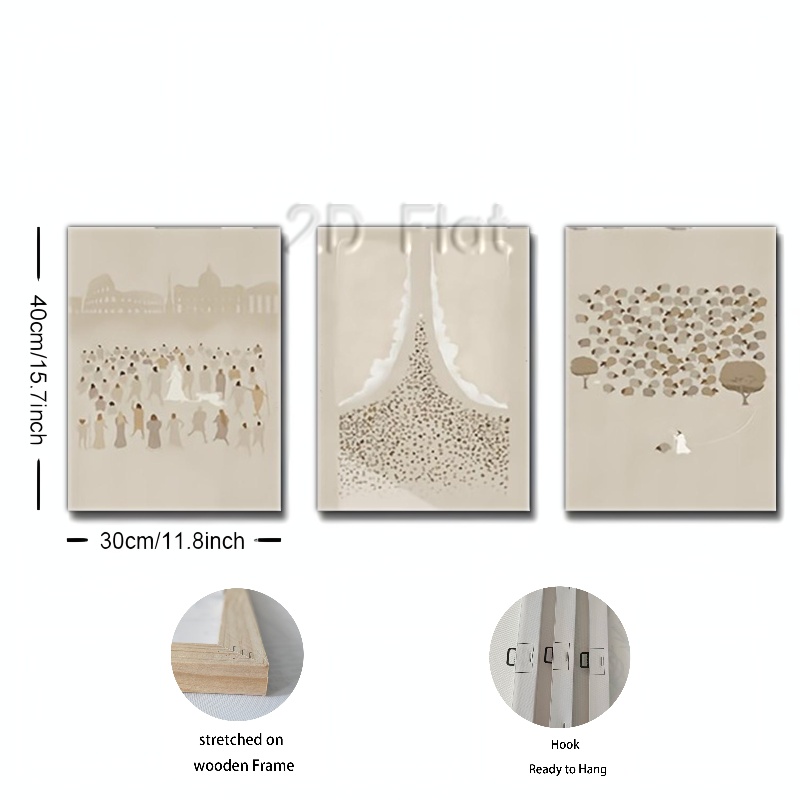 2D Flat
40cm/15.7inch
30cm/11.8inch
stretched on
wooden Frame
Hook
Ready to Hang